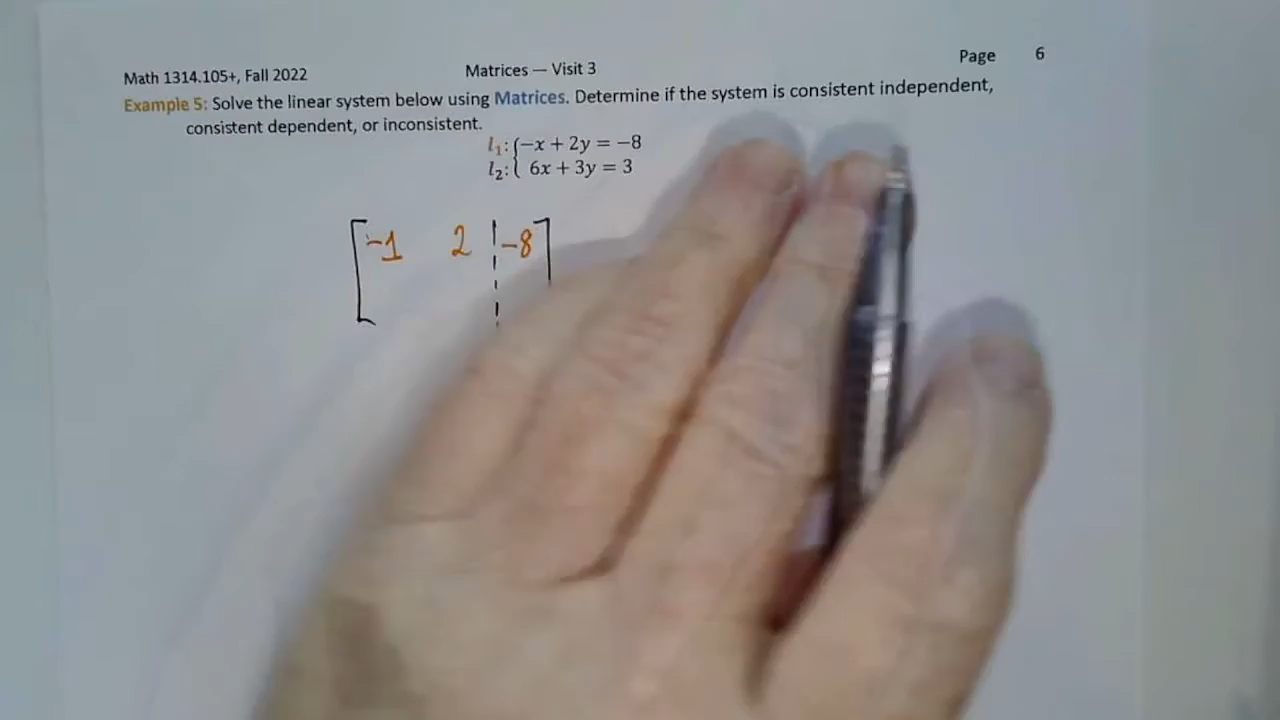 Math 1314.105+, Fall 2022 Matrices — Visit 3 Page 6
Example 5: Solve the linear system below using Matrices. Determine if the system is consistent independent,
consistent dependent, or inconsistent.
l₁: { −x + 2y = −8
l₂: { 6x + 3y = 3
-1 2 -8